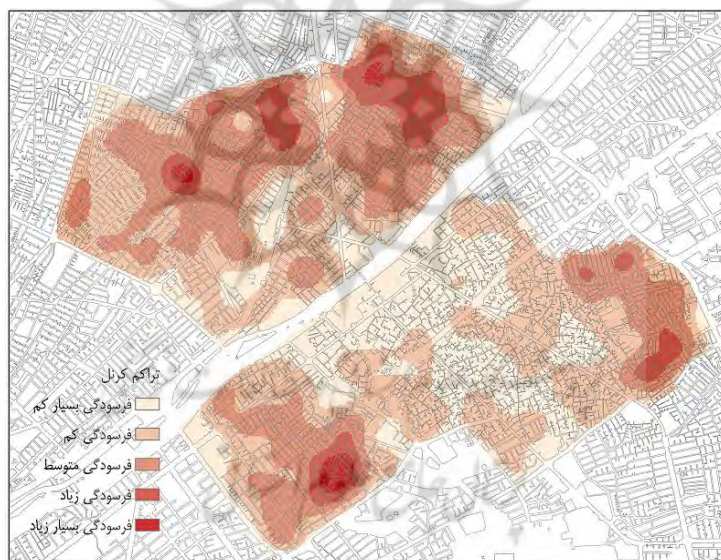 تراکم کرنل
فرسودگی بسیار کم
فرسودگی کم
فرسودگی متوسط
فرسودگی زیاد
فرسودگی بسیار زیاد